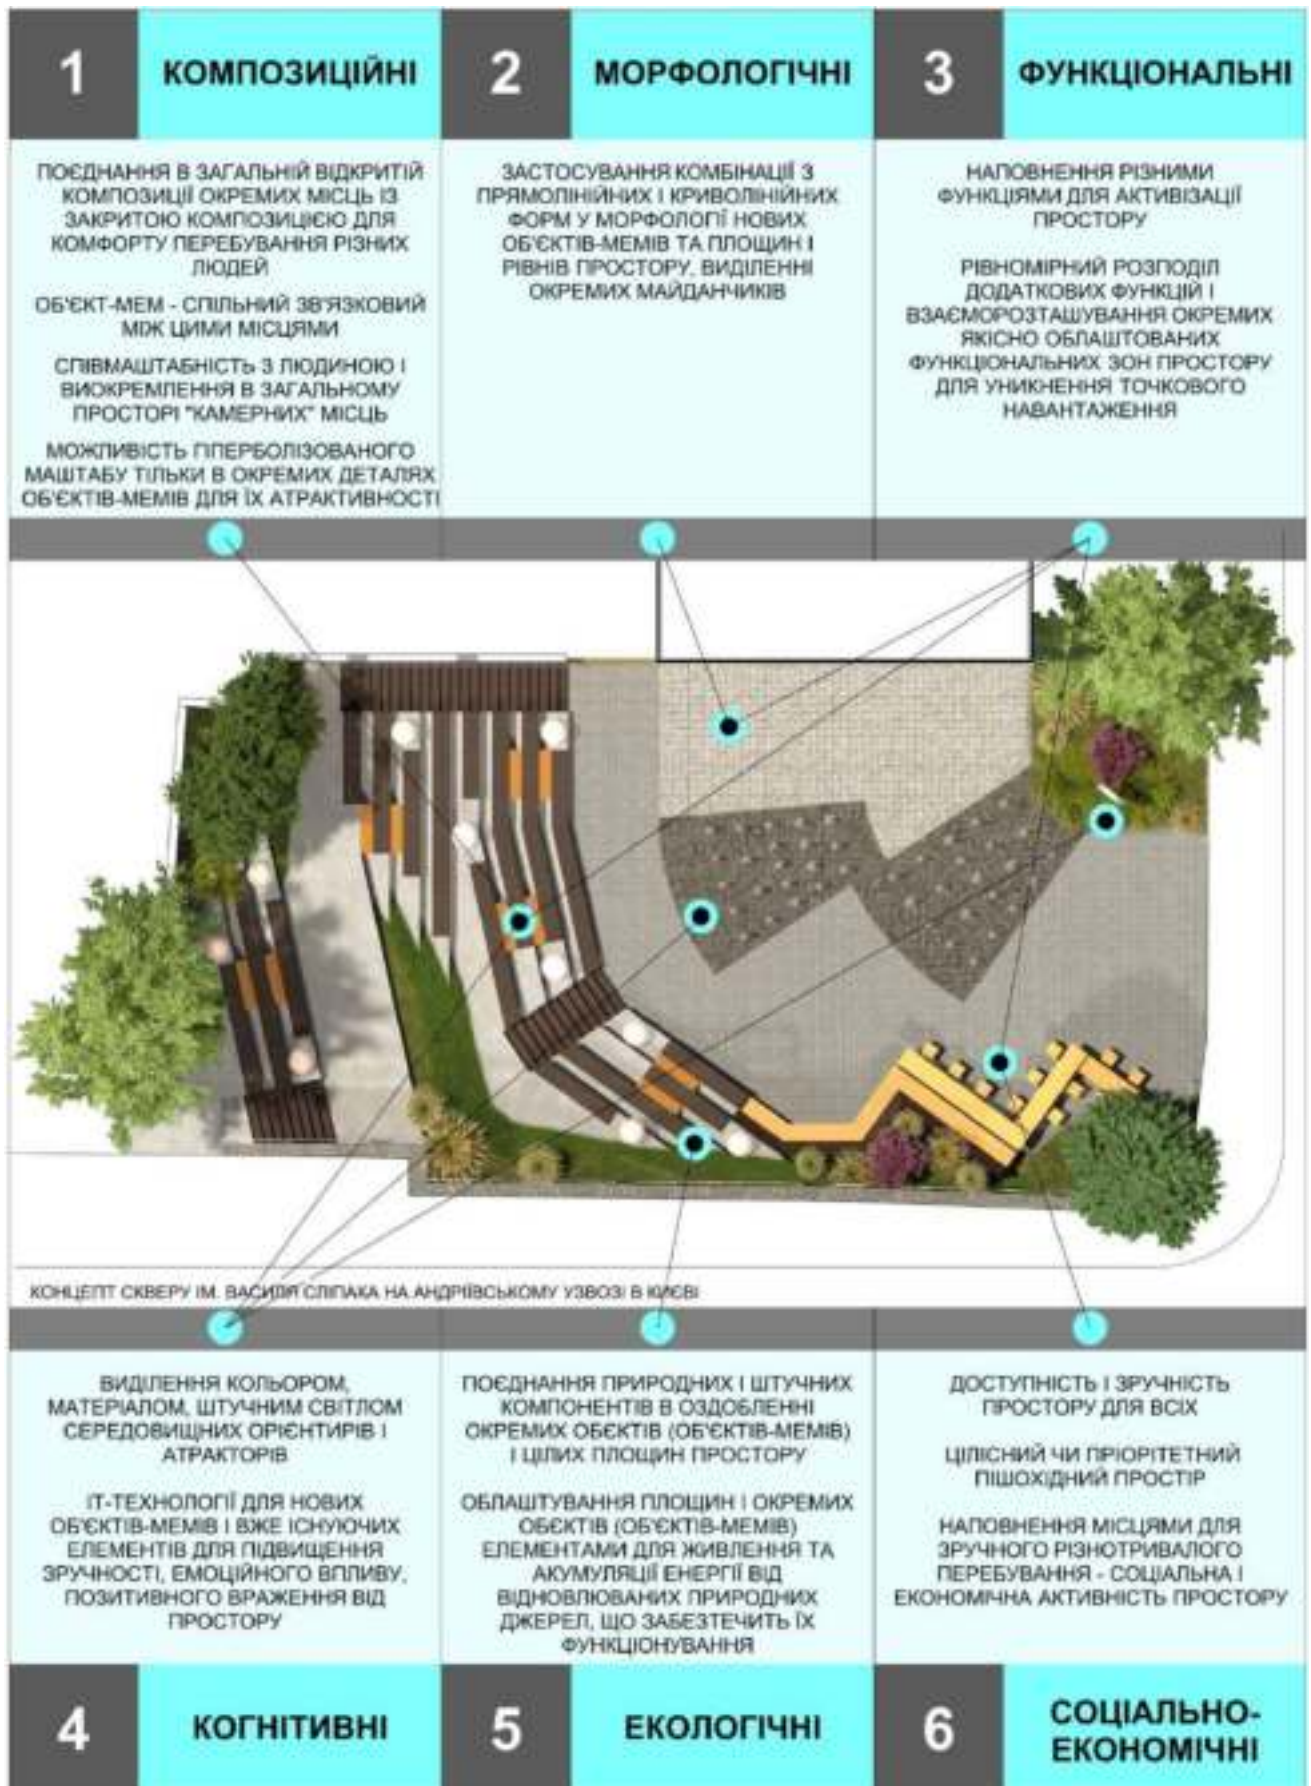 1 КОМПОЗИЦІЙНІ
ПОЄДНАННЯ В ЗАГАЛЬНІЙ ВІДКРИТІЙ
КОМПОЗИЦІЇ ОКРЕМИХ МІСЦЬ ІЗ
ЗАКРИТОЮ КОМПОЗИЦІЄЮ ДЛЯ
КОМФОРТУ ПЕРЕБУВАННЯ РІЗНИХ
ЛЮДЕЙ
ОБ'ЄКТ-МЕМ - СПІЛЬНИЙ ЗВ'ЯЗКОВИЙ
МІЖ ЦИМИ МІСЦЯМИ
СПІВМАШТАБНІСТЬ З ЛЮДИНОЮ І
ВИОКРЕМЛЕННЯ В ЗАГАЛЬНОМУ
ПРОСТОРІ "КАМЕРНИХ" МІСЦЬ
МОЖЛИВІСТЬ ГІПЕРБОЛІЗОВАНОГО
МАШТАБУ ТІЛЬКИ В ОКРЕМИХ ДЕТАЛЯХ
ОБ'ЄКТІВ-МЕМІВ ДЛЯ ЇХ АТРАКТИВНОСТІ
2 МОРФОЛОГІЧНІ
ЗАСТОСУВАННЯ КОМБІНАЦІЇ З
ПРЯМОЛІНІЙНИХ І КРИВОЛІНІЙНИХ
ФОРМ У МОРФОЛОГІЇ НОВИХ
ОБ'ЄКТІВ-МЕМІВ ТА ПЛОЩИН І
РІВНІВ ПРОСТОРУ, ВИДІЛЕННІ
ОКРЕМИХ МАЙДАНЧИКІВ
3 ФУНКЦІОНАЛЬНІ
НАПОВНЕННЯ РІЗНИМИ
ФУНКЦІЯМИ ДЛЯ АКТИВІЗАЦІЇ
ПРОСТОРУ
РІВНОМІРНИЙ РОЗПОДІЛ
ДОДАТКОВИХ ФУНКЦІЙ І
ВЗАЄМОРОЗТАШУВАННЯ ОКРЕМИХ
ЯКІСНО ОБЛАШТОВАНИХ
ФУНКЦІОНАЛЬНИХ ЗОН ПРОСТОРУ
ДЛЯ УНИКНЕННЯ ТОЧКОВОГО
НАВАНТАЖЕННЯ
КОНЦЕПТ СКВЕРУ ІМ. ВАСИЛЯ СЛІПАКА НА АНДРІЇВСЬКОМУ УЗВОЗІ В КИЄВІ
ВИДІЛЕННЯ КОЛЬОРОМ,
МАТЕРІАЛОМ, ШТУЧНИМ СВІТЛОМ
СЕРЕДОВИЩНИХ ОРІЄНТИРІВ І
АТРАКТОРІВ
ІТ-ТЕХНОЛОГІЇ ДЛЯ НОВИХ
ОБ'ЄКТІВ-МЕМІВ І ВЖЕ ІСНУЮЧИХ
ЕЛЕМЕНТІВ ДЛЯ ПІДВИЩЕННЯ
ЗРУЧНОСТІ, ЕМОЦІЙНОГО ВПЛИВУ,
ПОЗИТИВНОГО ВРАЖЕННЯ ВІД
ПРОСТОРУ
4 КОГНІТИВНІ
ПОЄДНАННЯ ПРИРОДНИХ І ШТУЧНИХ
КОМПОНЕНТІВ В ОЗДОБЛЕННІ
ОКРЕМИХ ОБЄКТІВ (ОБ'ЄКТІВ-МЕМІВ)
І ЦІЛИХ ПЛОЩИН ПРОСТОРУ
ОБЛАШТУВАННЯ ПЛОЩИН І ОКРЕМИХ
ОБЄКТІВ (ОБ'ЄКТІВ-МЕМІВ)
ЕЛЕМЕНТАМИ ДЛЯ ЖИВЛЕННЯ ТА
АКУМУЛЯЦІЇ ЕНЕРГІЇ ВІД
ВІДНОВЛЮВАНИХ ПРИРОДНИХ
ДЖЕРЕЛ, ЩО ЗАБЕЗТЕЧИТЬ ЇХ
ФУНКЦІОНУВАННЯ
5 ЕКОЛОГІЧНІ
ДОСТУПНІСТЬ І ЗРУЧНІСТЬ
ПРОСТОРУ ДЛЯ ВСІХ
ЦІЛІСНИЙ ЧИ ПРІОРІТЕТНИЙ
ПІШОХІДНИЙ ПРОСТІР
НАПОВНЕННЯ МІСЦЯМИ ДЛЯ
ЗРУЧНОГО РІЗНОТРИВАЛОГО
ПЕРЕБУВАННЯ - СОЦІАЛЬНА І
ЕКОНОМІЧНА АКТИВНІСТЬ ПРОСТОРУ
6 СОЦІАЛЬНО-
ЕКОНОМІЧНІ